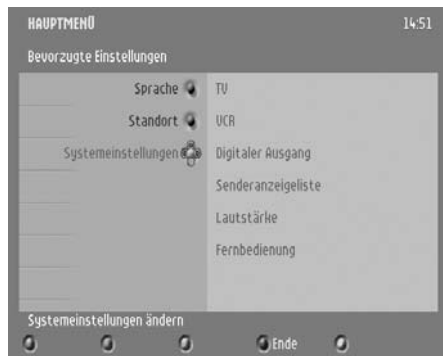 HAUPTMENÜ 14:51
Bevorzugte Einstellungen
Sprache TV
Standort VCR
Systemeinstellungen Digitaler Ausgang
Senderanzeigeliste
Lautstärke
Fernbedienung
Systemeinstellungen ändern
Ende